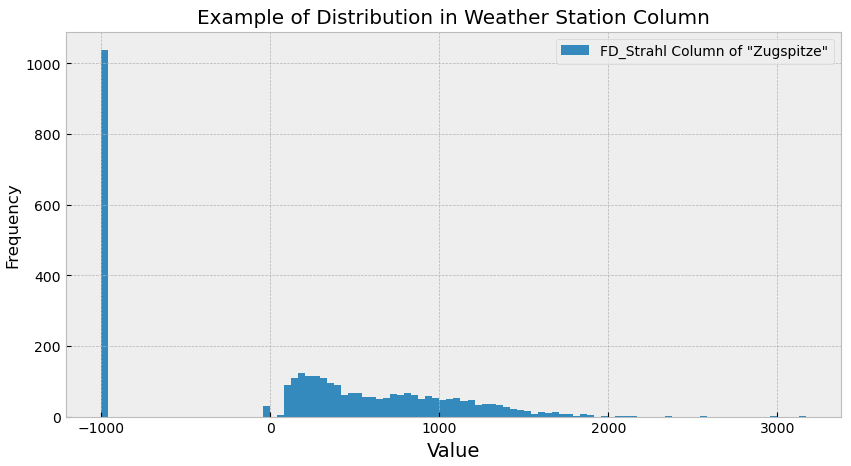 Example of Distribution in Weather Station Column
FD_Strahl Column of "Zugspitze"
Frequency
1000
800
600
400
200
0
−1000
0
1000
2000
3000
Value